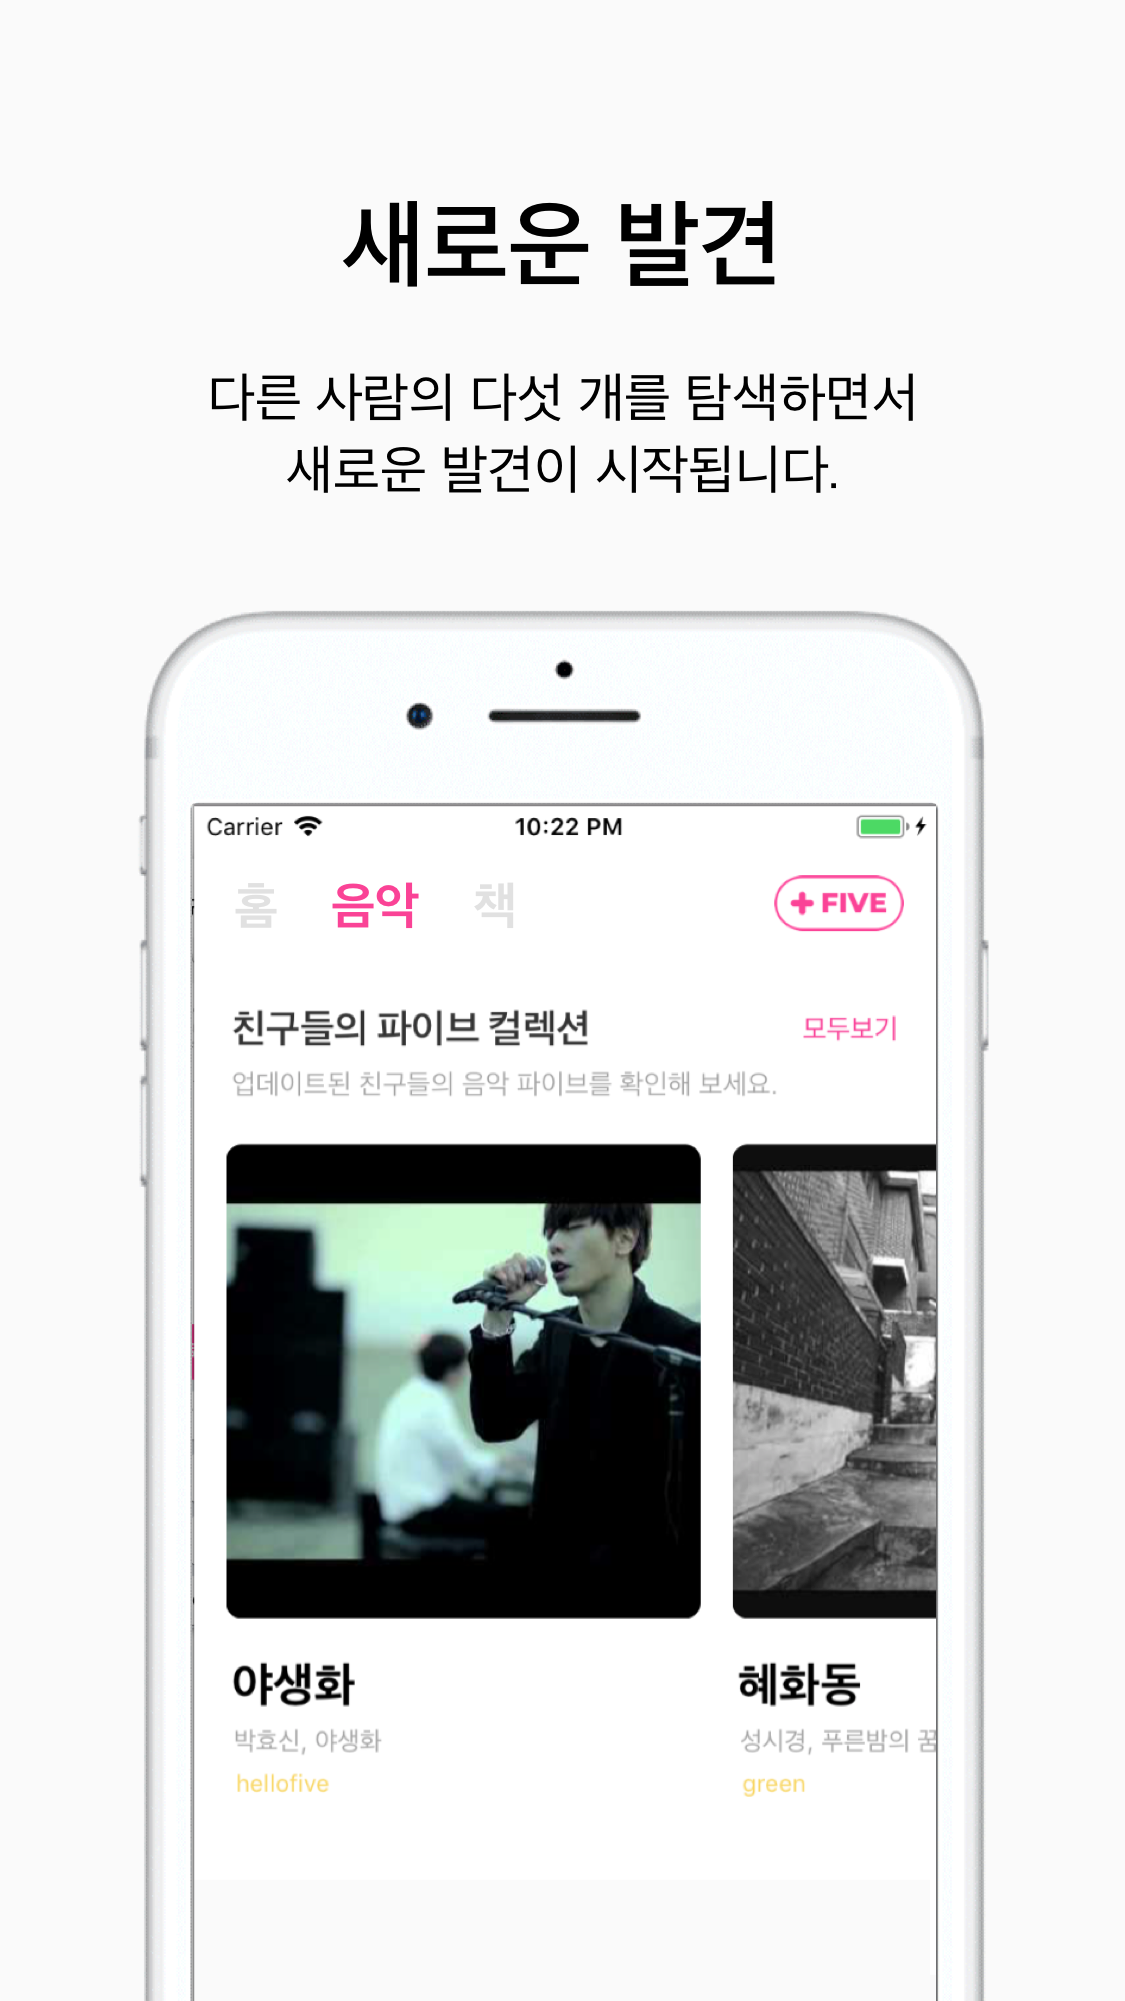 새로운 발견
다른 사람의 다섯 개를 탐색하면서
새로운 발견이 시작됩니다.
Carrier 10:22 PM
홈 음악 책 + FIVE
친구들의 파이브 컬렉션 모두보기
업데이트된 친구들의 음악 파이브를 확인해 보세요.
야생화 혜화동
박효신, 야생화 성시경, 푸른밤의 꿈
hellofive green